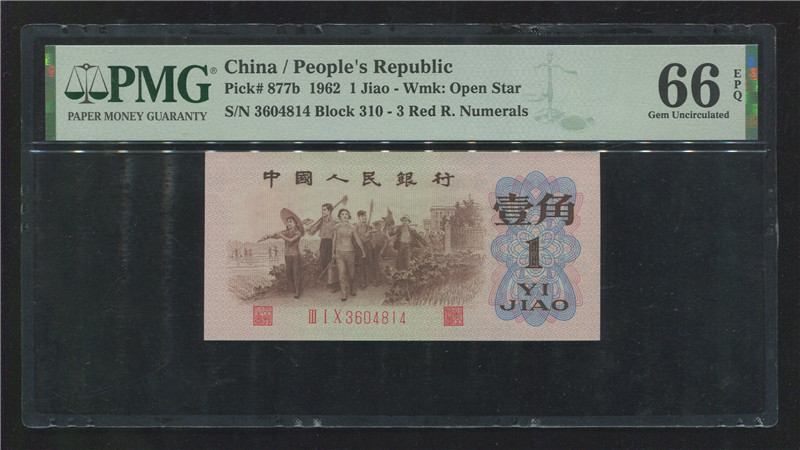 PMG®
PAPER MONEY GUARANTY
China / People's Republic
Pick# 877b 1962 1 Jiao - Wmk: Open Star
S/N 3604814 Block 310 - 3 Red R. Numerals
66 EPQ
Gem Uncirculated
中國人民銀行
壹角
1
YI
JIAO
III I X 3604814